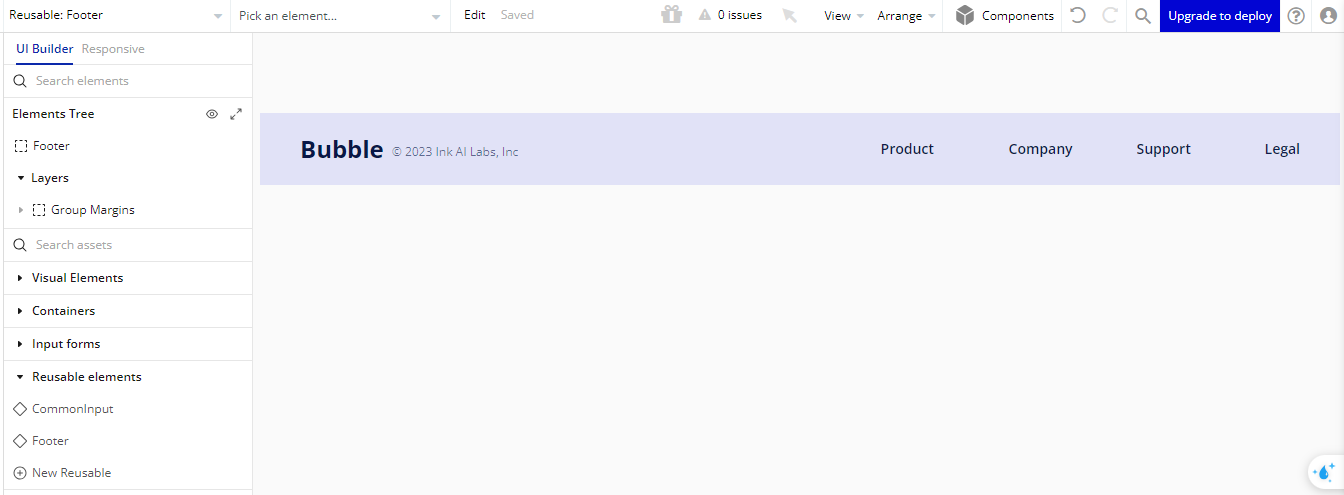 Reusable: Footer
Pick an element...
Edit
Saved
0 issues
View
Arrange
Components
Upgrade to deploy
UI Builder
Responsive
Search elements
Elements Tree
Footer
Layers
Group Margins
Search assets
Visual Elements
Containers
Input forms
Reusable elements
CommonInput
Footer
New Reusable
Bubble © 2023 Ink AI Labs, Inc
Product
Company
Support
Legal